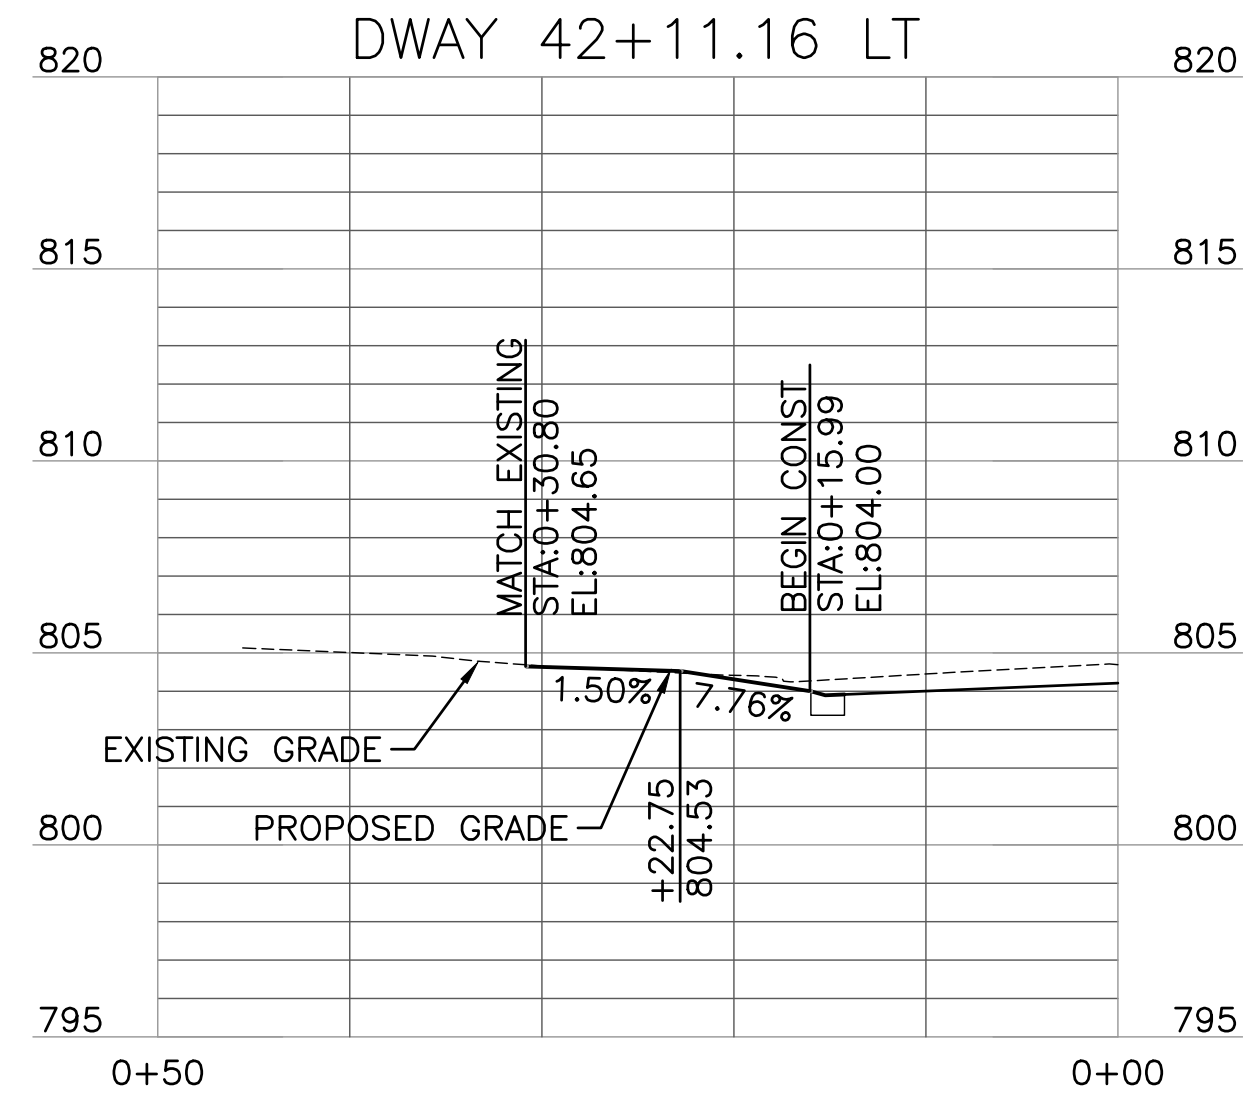 DWAY 42+11.16 LT
820
820
815
815
810
810
805
805
800
800
795
795
0+50
0+00
MATCH EXISTING
STA:0+30.80
EL:804.65
BEGIN CONST
STA:0+15.99
EL:804.00
1.50%
7.76%
EXISTING GRADE
PROPOSED GRADE
+22.75
804.53